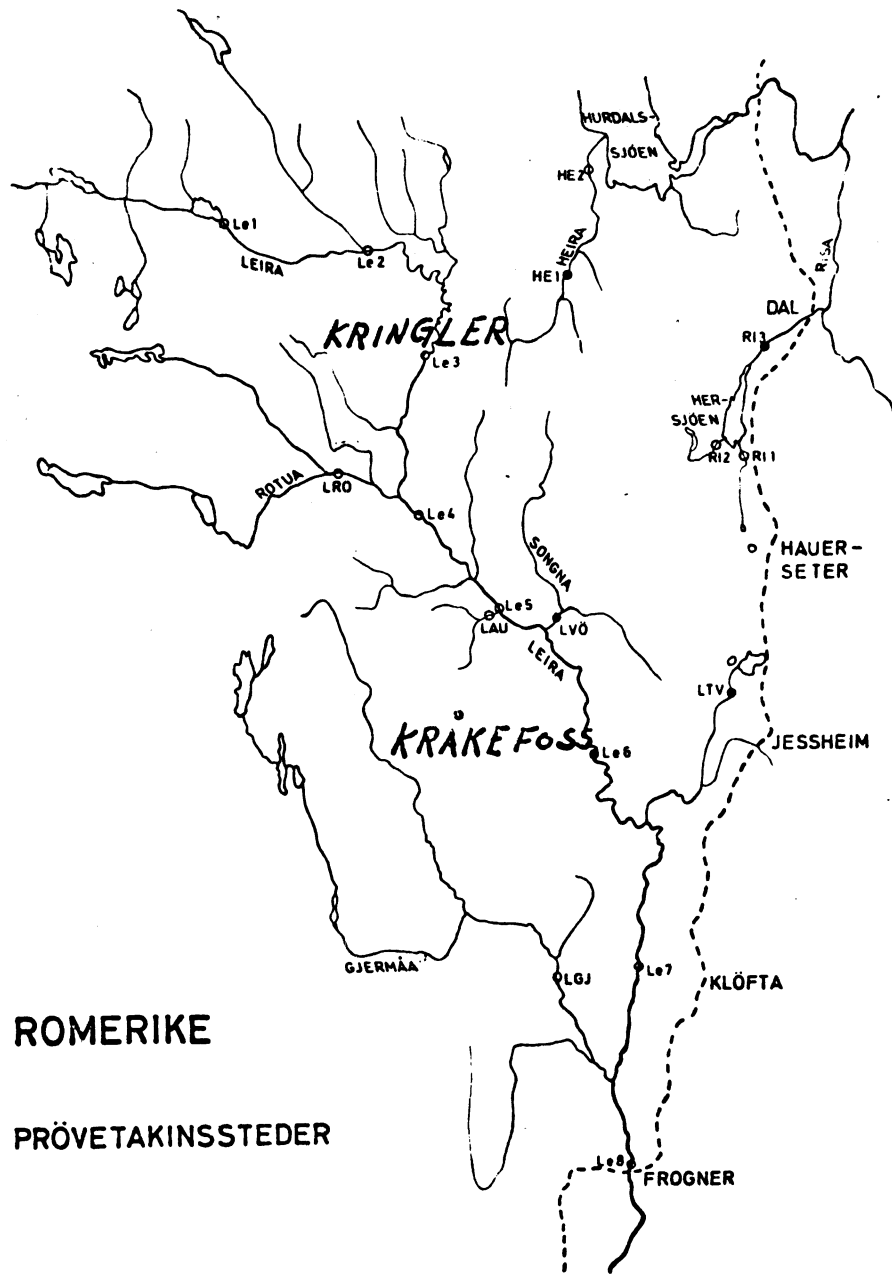 HURDALS-
SJÖEN
HE2
Le1
LEIRA
Le2
HEIRA
HE1
RISA
DAL
KRINGLER
RI3
Le3
HER-
SJÖEN
RI2
RI1
ROTUA
LRO
Le4
SONGNA
HAUER-
SETER
Le5
LAU
LVÖ
LEIRA
LTV
KRÅKEFOSS
Le6
JESSHEIM
GJERMÅA
LGJ
Le7
KLÖFTA
ROMERIKE
PRÖVETAKINSSTEDER
Le8
FROGNER